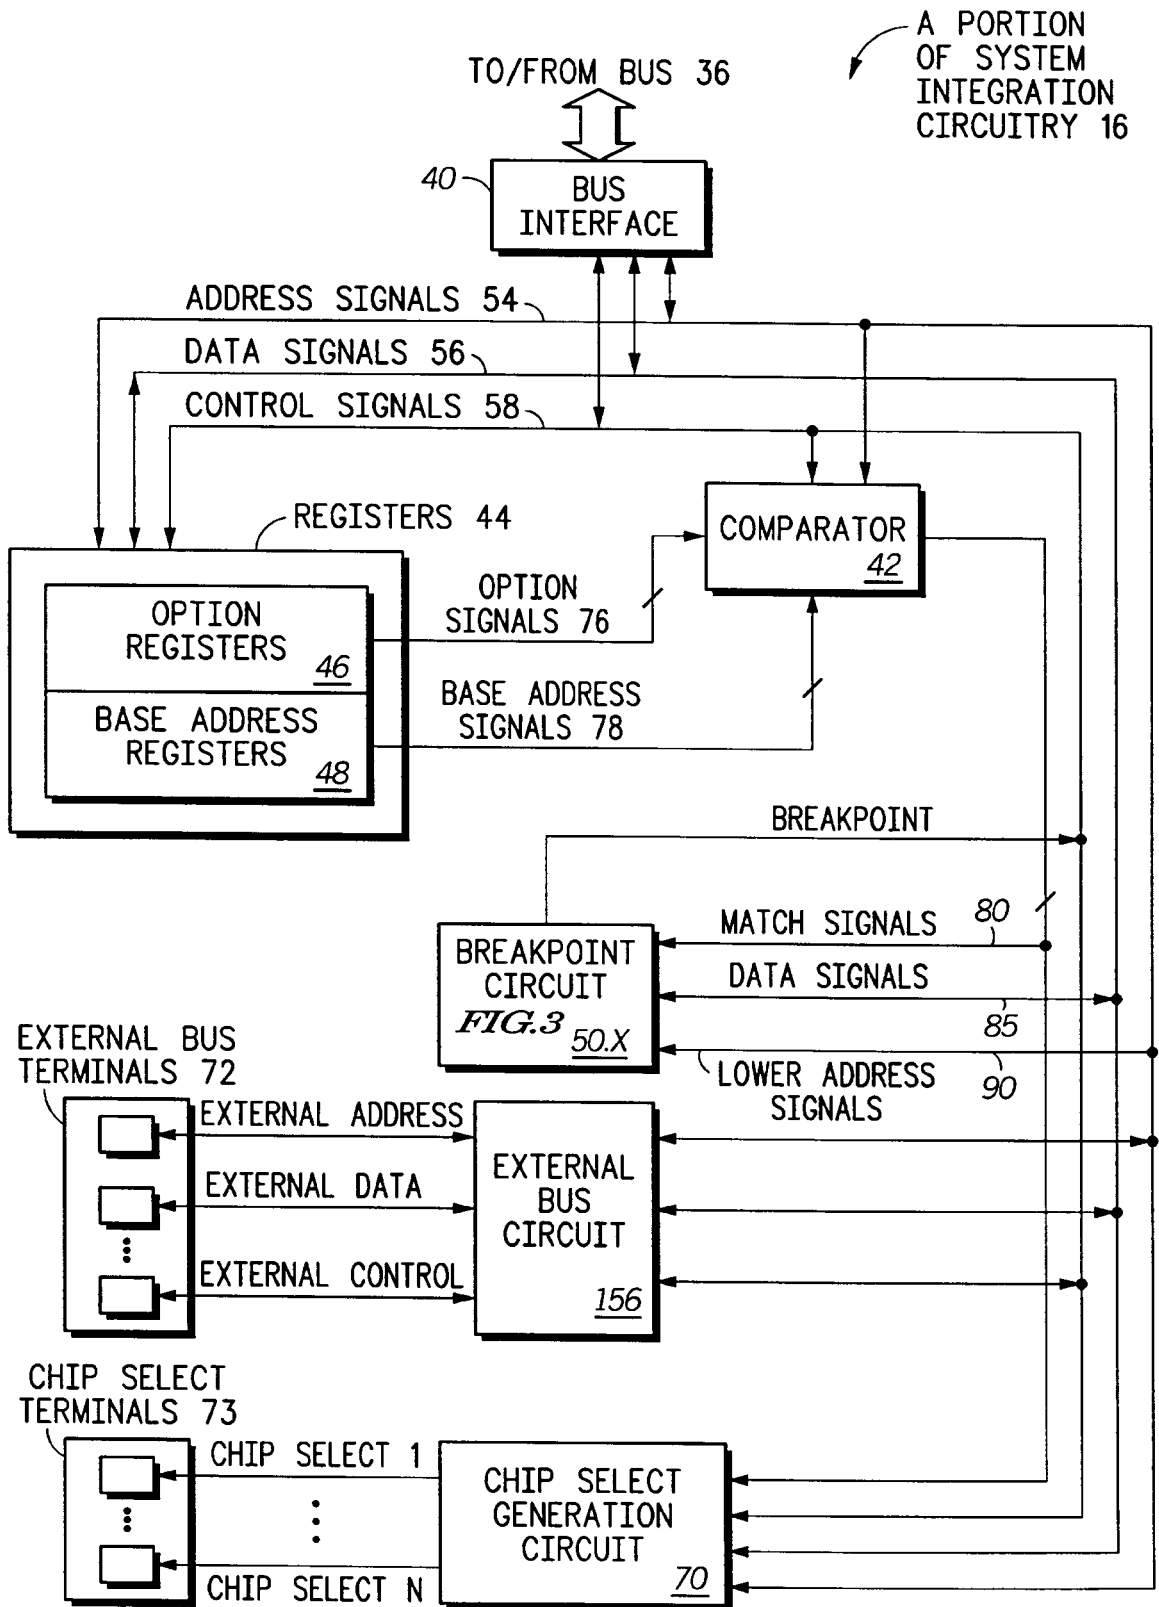 A PORTION
OF SYSTEM
INTEGRATION
CIRCUITRY 16
TO/FROM BUS 36
40
BUS
INTERFACE
ADDRESS SIGNALS 54
DATA SIGNALS 56
CONTROL SIGNALS 58
REGISTERS 44
COMPARATOR
42
OPTION
REGISTERS
46
OPTION
SIGNALS 76
BASE ADDRESS
REGISTERS
48
BASE ADDRESS
SIGNALS 78
BREAKPOINT
BREAKPOINT
CIRCUIT
FIG.3
50.X
MATCH SIGNALS
80
DATA SIGNALS
85
LOWER ADDRESS
SIGNALS
90
EXTERNAL BUS
TERMINALS 72
EXTERNAL ADDRESS
EXTERNAL DATA
EXTERNAL CONTROL
EXTERNAL
BUS
CIRCUIT
156
CHIP SELECT
TERMINALS 73
CHIP SELECT 1
CHIP SELECT N
CHIP SELECT
GENERATION
CIRCUIT
70